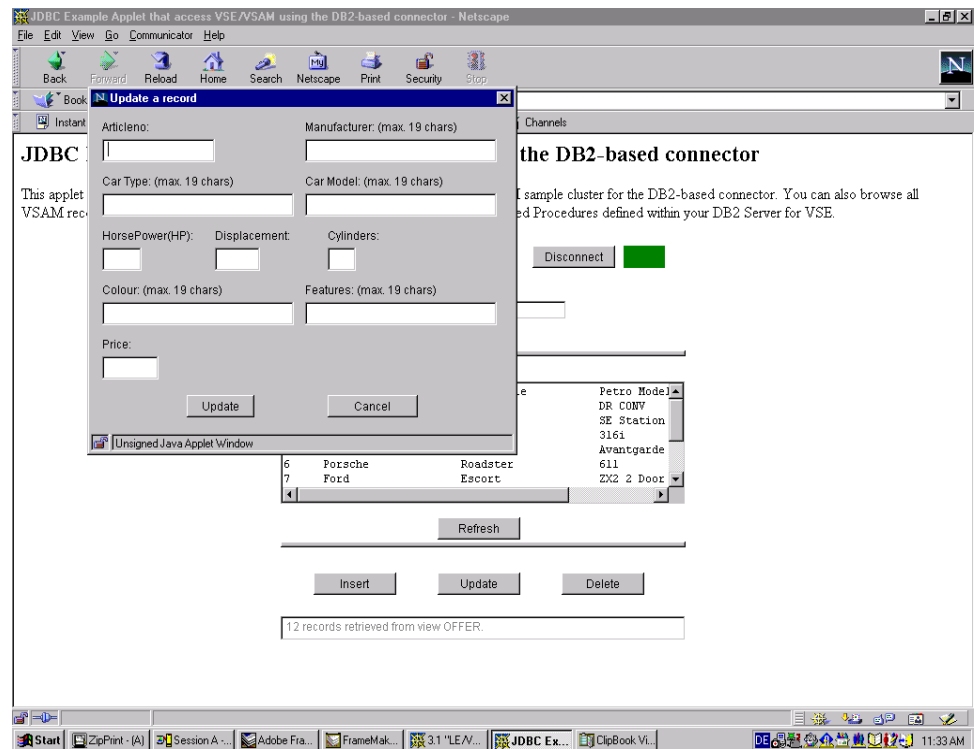 JDBC Example Applet that access VSE/VSAM using the DB2-based connector - Netscape
File Edit View Go Communicator Help
Back Forward Reload Home Search Netscape Print Security Stop
My
N
Book
Instant
Channels
Update a record
Articleno: Manufacturer: (max. 19 chars)
Car Type: (max. 19 chars) Car Model: (max. 19 chars)
HorsePower(HP): Displacement: Cylinders:
Colour: (max. 19 chars) Features: (max. 19 chars)
Price:
Update Cancel
Unsigned Java Applet Window
JDBC the DB2-based connector
This applet sample cluster for the DB2-based connector. You can also browse all
VSAM Procedures defined within your DB2 Server for VSE.
Disconnect
Petro Model
DR CONV
SE Station
316i
Avantgarde
6 Porsche Roadster 611
7 Ford Escort ZX2 2 Door
Refresh
Insert Update Delete
12 records retrieved from view OFFER.
Start ZipPrint - (A) Session A -... Adobe Fra... FrameMak... 3.1 "LE/V... JDBC Ex... ClipBook Vi... DE 11:33 AM